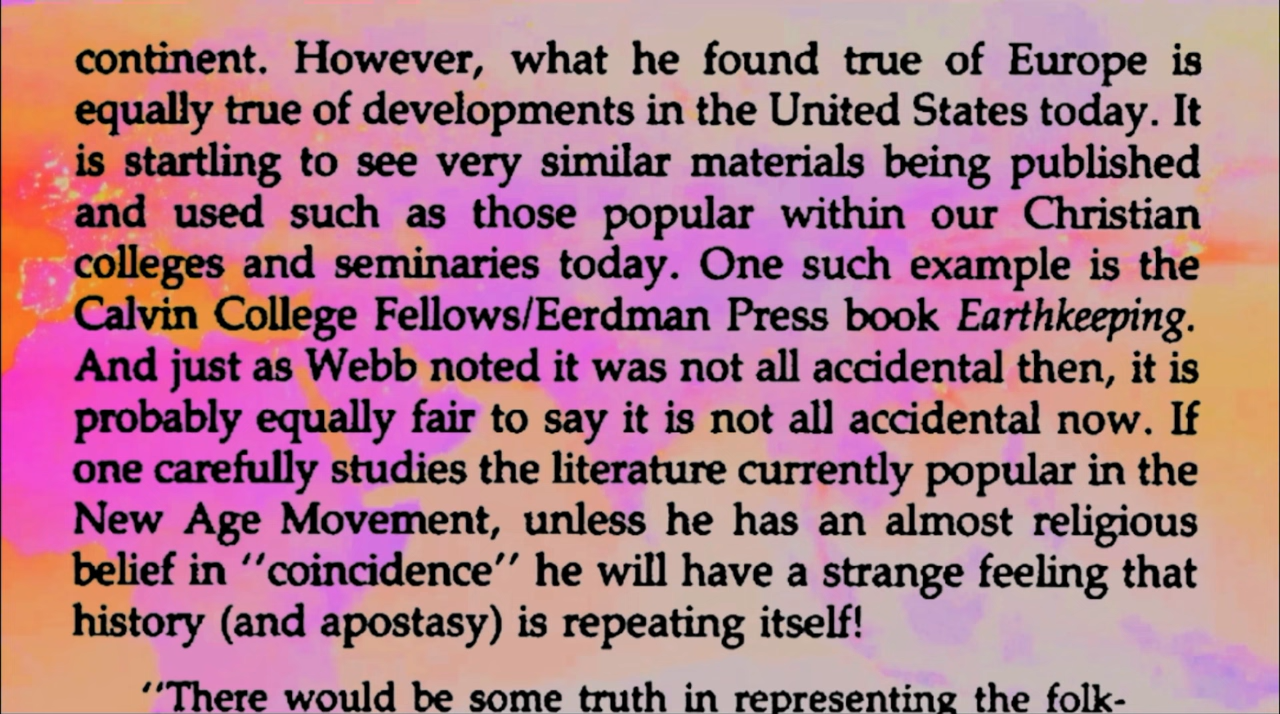 continent. However, what he found true of Europe is
equally true of developments in the United States today. It
is startling to see very similar materials being published
and used such as those popular within our Christian
colleges and seminaries today. One such example is the
Calvin College Fellows/Eerdman Press book Earthkeeping.
And just as Webb noted it was not all accidental then, it is
probably equally fair to say it is not all accidental now. If
one carefully studies the literature currently popular in the
New Age Movement, unless he has an almost religious
belief in "coincidence" he will have a strange feeling that
history (and apostasy) is repeating itself!
"There would be some truth in representing the folk-